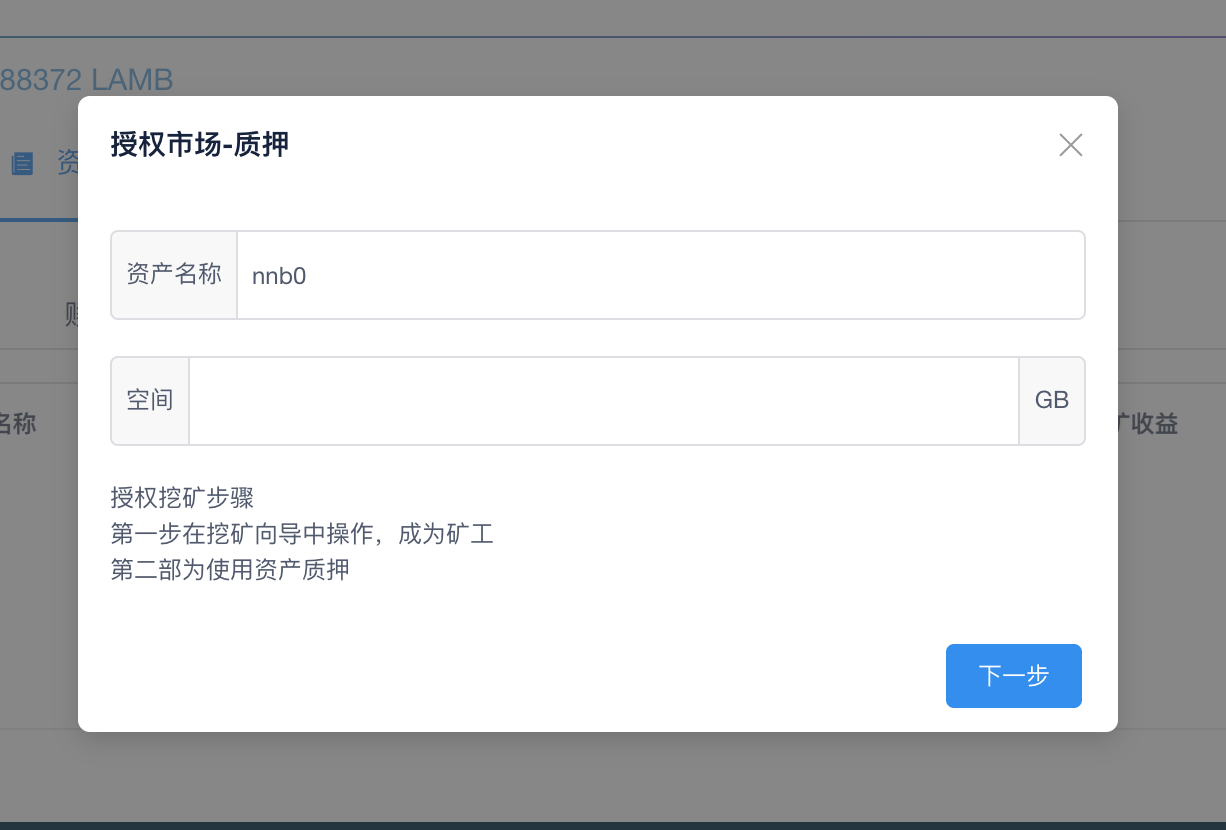 88372 LAMB
授权市场-质押
资
资产名称 nnb0
空间 GB
名称
收益
授权挖矿步骤
第一步在挖矿向导中操作，成为矿工
第二部为使用资产质押
下一步